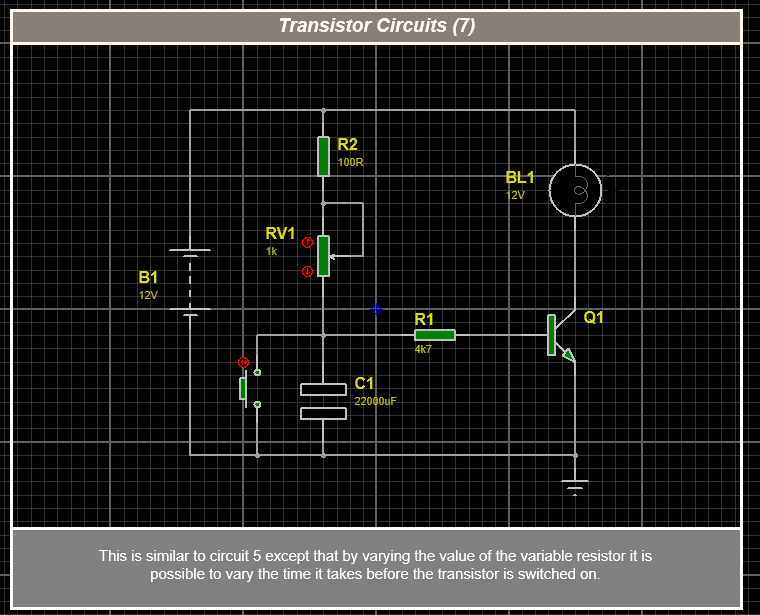 Transistor Circuits (7)
R2
100R
BL1
12V
RV1
1k
B1
12V
R1
4k7
Q1
C1
22000uF
This is similar to circuit 5 except that by varying the value of the variable resistor it is
possible to vary the time it takes before the transistor is switched on.